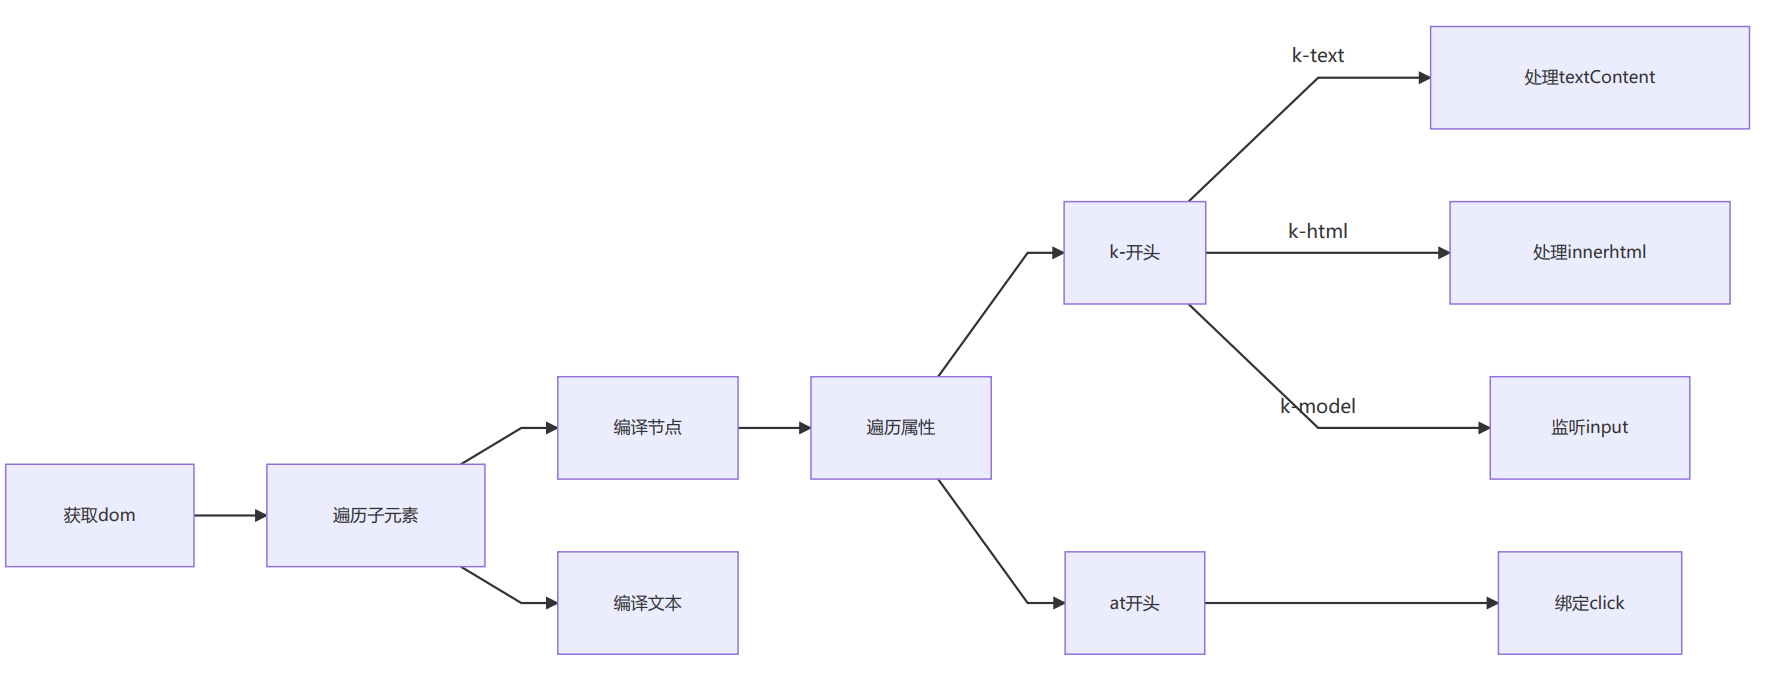 k-text
处理textContent
k-开头
k-html
处理innerhtml
编译节点
遍历属性
k-model
监听input
获取dom
遍历子元素
编译文本
at开头
绑定click